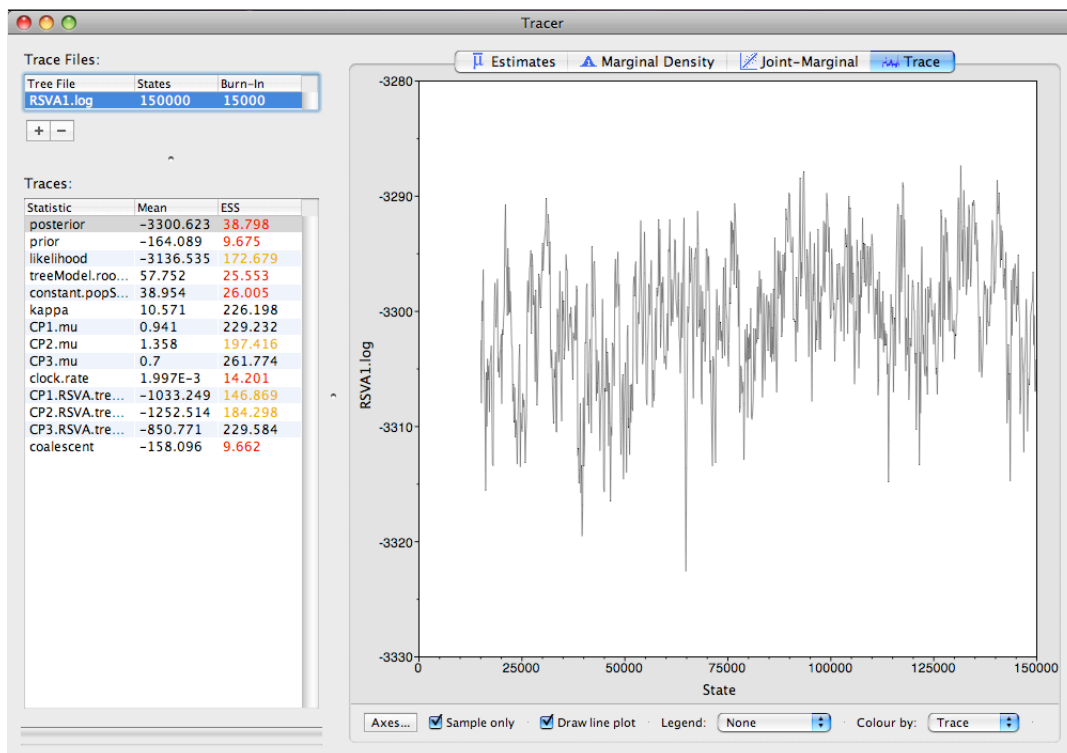 Tracer
Trace Files:
Tree File States Burn-In
RSVA1.log 150000 15000
+ −
Traces:
Statistic Mean ESS
posterior -3300.623 38.798
prior -164.089 9.675
likelihood -3136.535 172.679
treeModel.roo... 57.752 25.553
constant.popS... 38.954 26.005
kappa 10.571 226.198
CP1.mu 0.941 229.232
CP2.mu 1.358 197.416
CP3.mu 0.7 261.774
clock.rate 1.997E-3 14.201
CP1.RSVA.tre... -1033.249 146.869
CP2.RSVA.tre... -1252.514 184.298
CP3.RSVA.tre... -850.771 229.584
coalescent -158.096 9.662
μ Estimates Marginal Density Joint-Marginal Trace
-3280
-3290
-3300
-3310
-3320
-3330
RSVA1.log
0 25000 50000 75000 100000 125000 150000
State
Axes... Sample only Draw line plot Legend: None Colour by: Trace